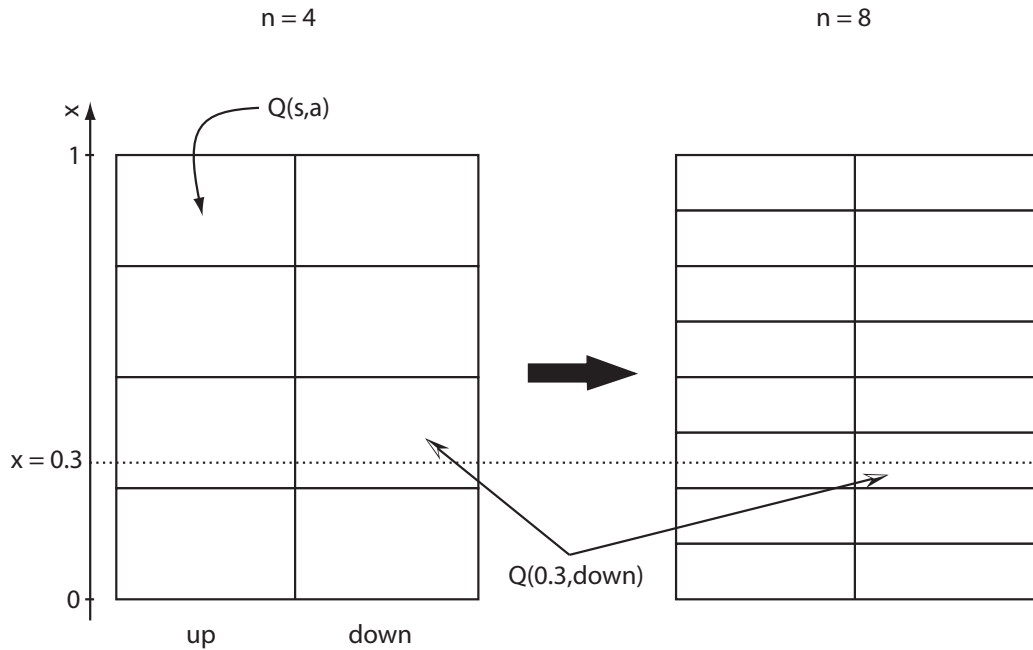 n = 4
n = 8
x
Q(s,a)
1
x = 0.3
Q(0.3,down)
0
up
down